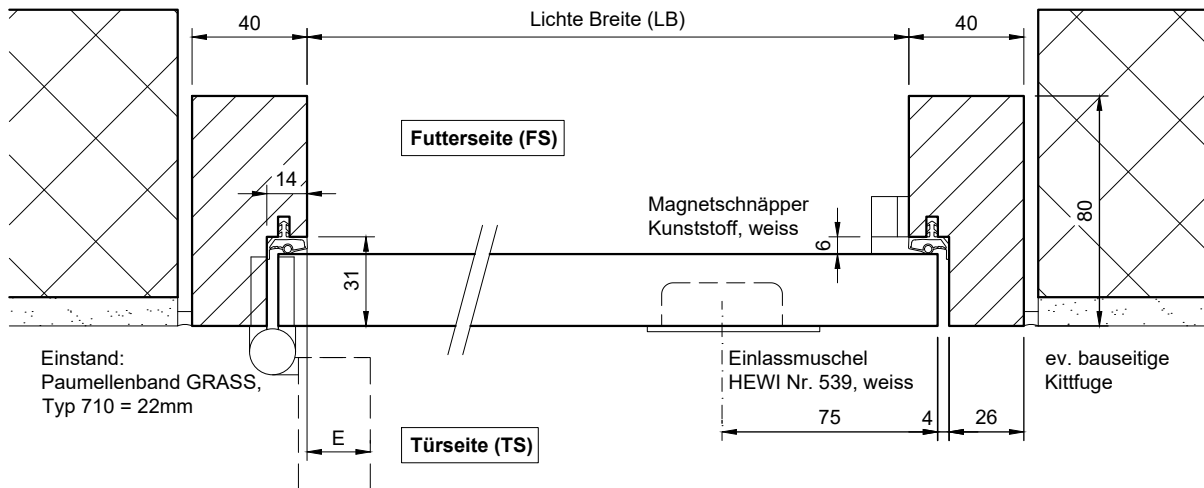 40
Lichte Breite (LB)
40
Futterseite (FS)
14
Magnetschnäpper
Kunststoff, weiss
80
6
31
Einstand:
Paumellenband GRASS,
Typ 710 = 22mm
Einlassmuschel
HEWI Nr. 539, weiss
ev. bauseitige
Kittfuge
75
4
26
E
Türseite (TS)